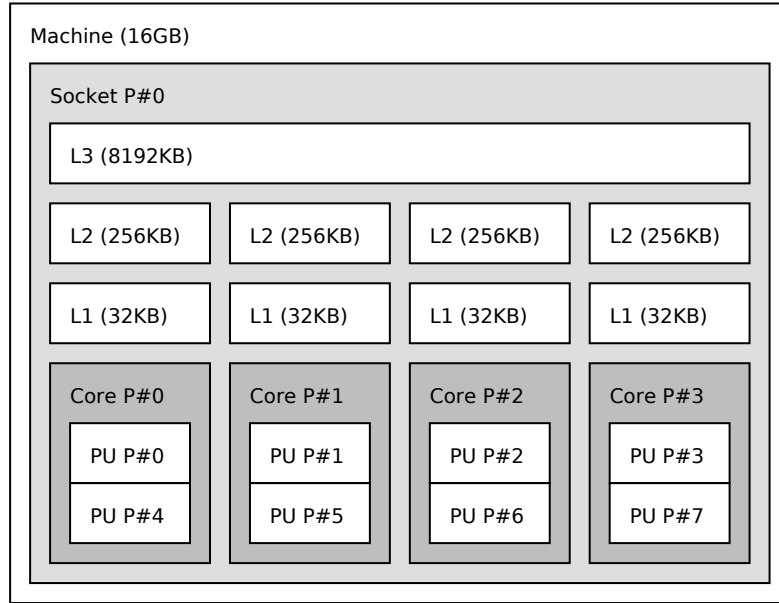 Machine (16GB)
Socket P#0
L3 (8192KB)
L2 (256KB) L2 (256KB) L2 (256KB) L2 (256KB)
L1 (32KB) L1 (32KB) L1 (32KB) L1 (32KB)
Core P#0 Core P#1 Core P#2 Core P#3
PU P#0 PU P#1 PU P#2 PU P#3
PU P#4 PU P#5 PU P#6 PU P#7